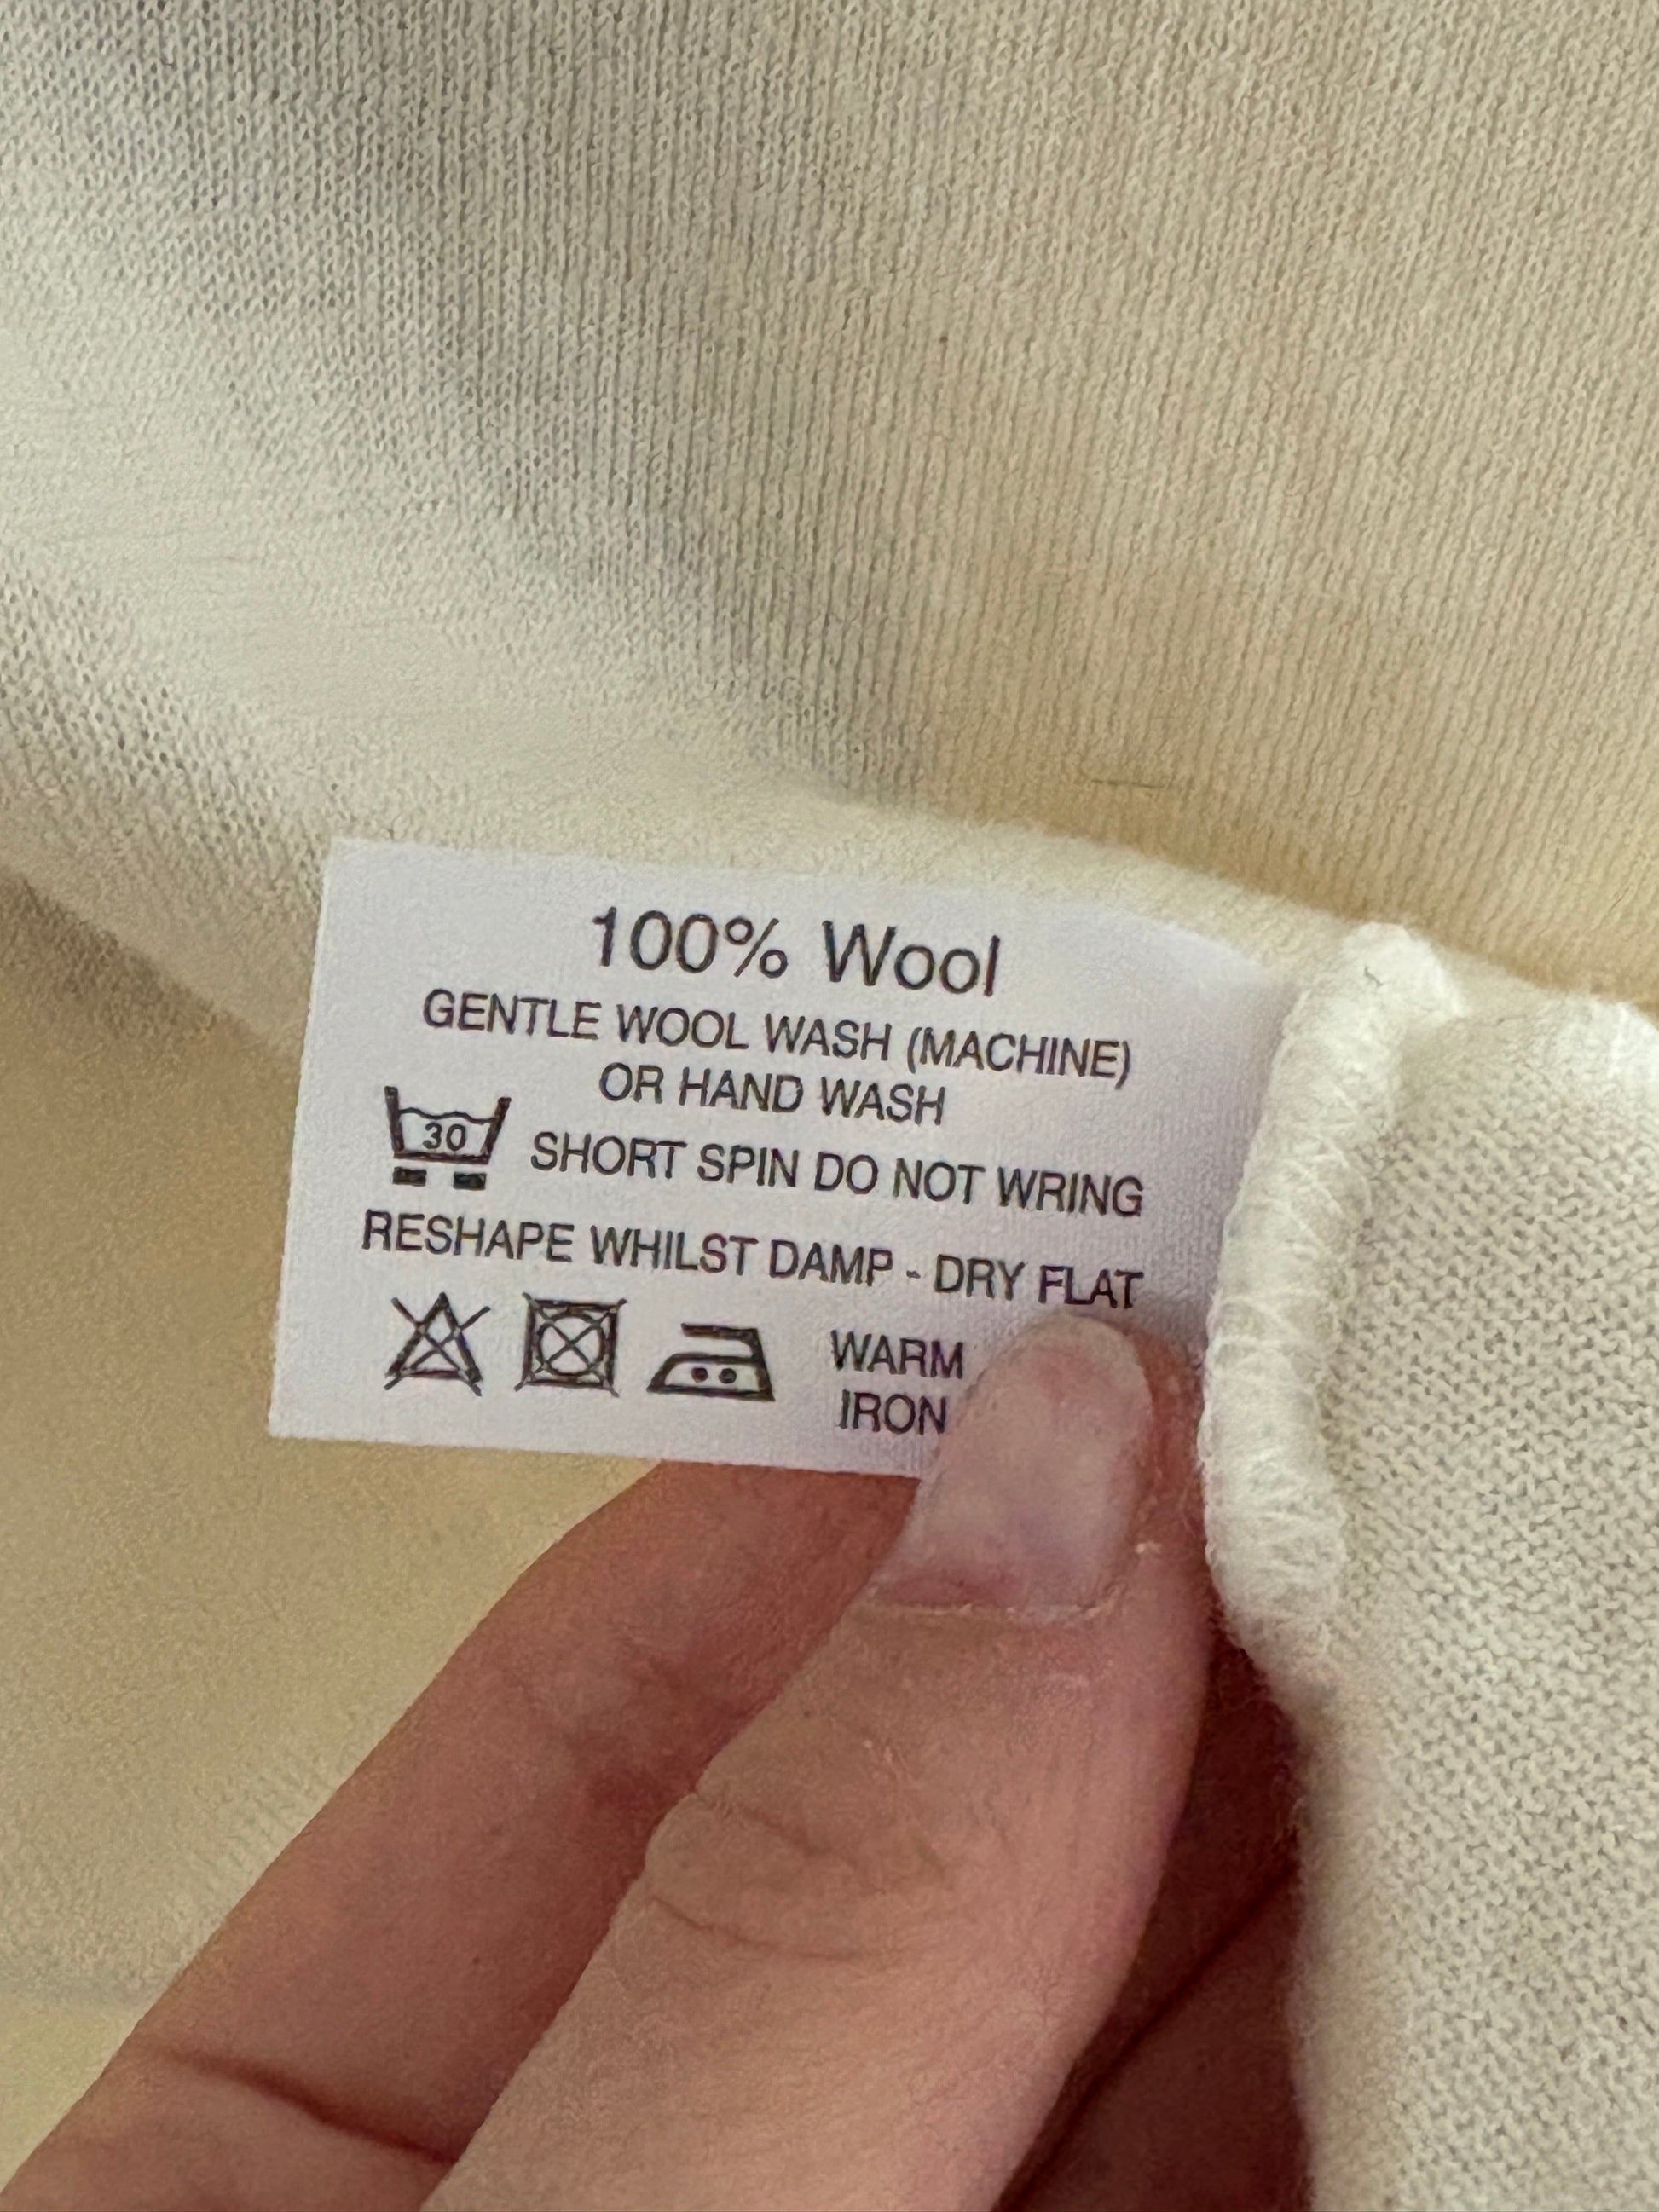 100% Wool
GENTLE WOOL WASH (MACHINE)
OR HAND WASH
30 SHORT SPIN DO NOT WRING
RESHAPE WHILST DAMP - DRY FLAT
WARM
IRON